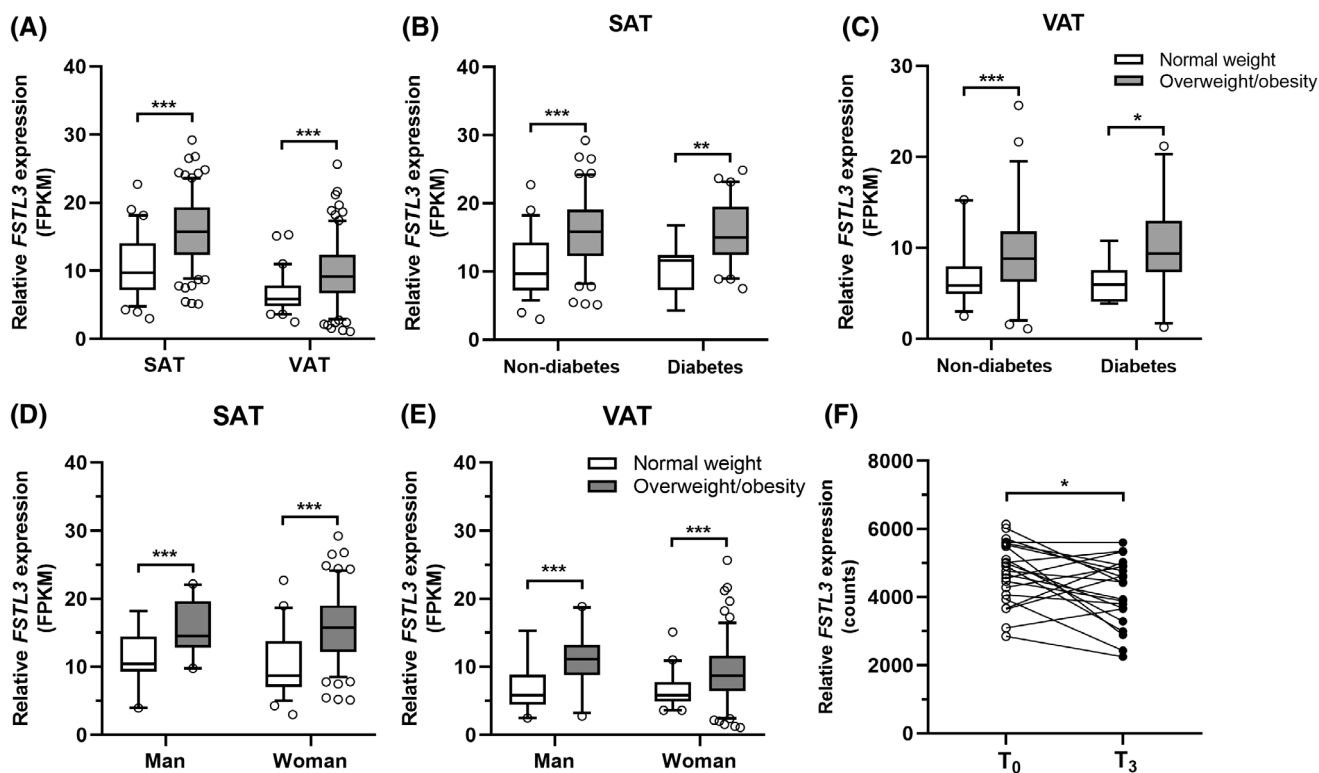 (A)
Relative FSTL3 expression
(FPKM)
40
30
20
10
0
***
***
SAT
VAT
(B)
SAT
Relative FSTL3 expression
(FPKM)
40
30
20
10
0
***
**
Non-diabetes
Diabetes
(C)
VAT
Normal weight
Overweight/obesity
Relative FSTL3 expression
(FPKM)
30
20
10
0
***
*
Non-diabetes
Diabetes
(D)
SAT
Relative FSTL3 expression
(FPKM)
40
30
20
10
0
***
***
Man
Woman
(E)
VAT
Normal weight
Overweight/obesity
Relative FSTL3 expression
(FPKM)
40
30
20
10
0
***
***
Man
Woman
(F)
Relative FSTL3 expression
(counts)
8000
6000
4000
2000
0
*
T0
T3